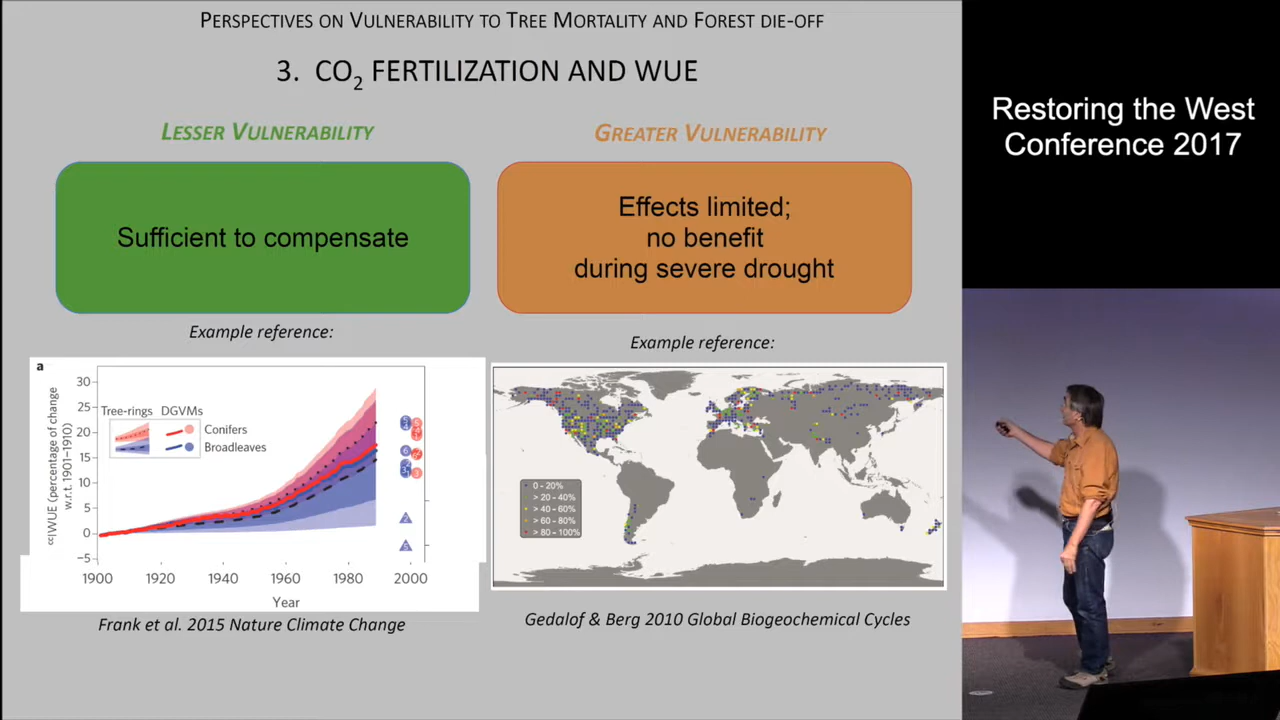 PERSPECTIVES ON VULNERABILITY TO TREE MORTALITY AND FOREST DIE-OFF
3. CO2 FERTILIZATION AND WUE
LESSER VULNERABILITY
GREATER VULNERABILITY
Sufficient to compensate
Effects limited;
no benefit
during severe drought
Example reference:
Example reference:
a
30
25
20
15
10
5
0
−5
IWUE (percentage of change
w.r.t. 1901–1910)
Tree-rings DGVMs
Conifers
Broadleaves
1900 1920 1940 1960 1980 2000
Year
0 – 20%
> 20 – 40%
> 40 – 60%
> 60 – 80%
> 80 – 100%
Frank et al. 2015 Nature Climate Change
Gedalof & Berg 2010 Global Biogeochemical Cycles
Restoring the West
Conference 2017